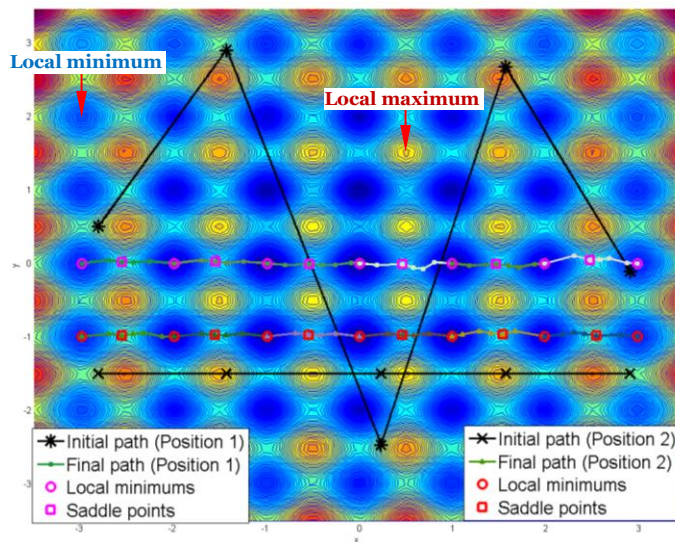 Local minimum
Local maximum
3
2
1
0
-1
-2
-3
y
Initial path (Position 1)
Final path (Position 1)
Local minimums
Saddle points
Initial path (Position 2)
Final path (Position 2)
Local minimums
Saddle points
-3
-2
-1
0
1
2
3
x